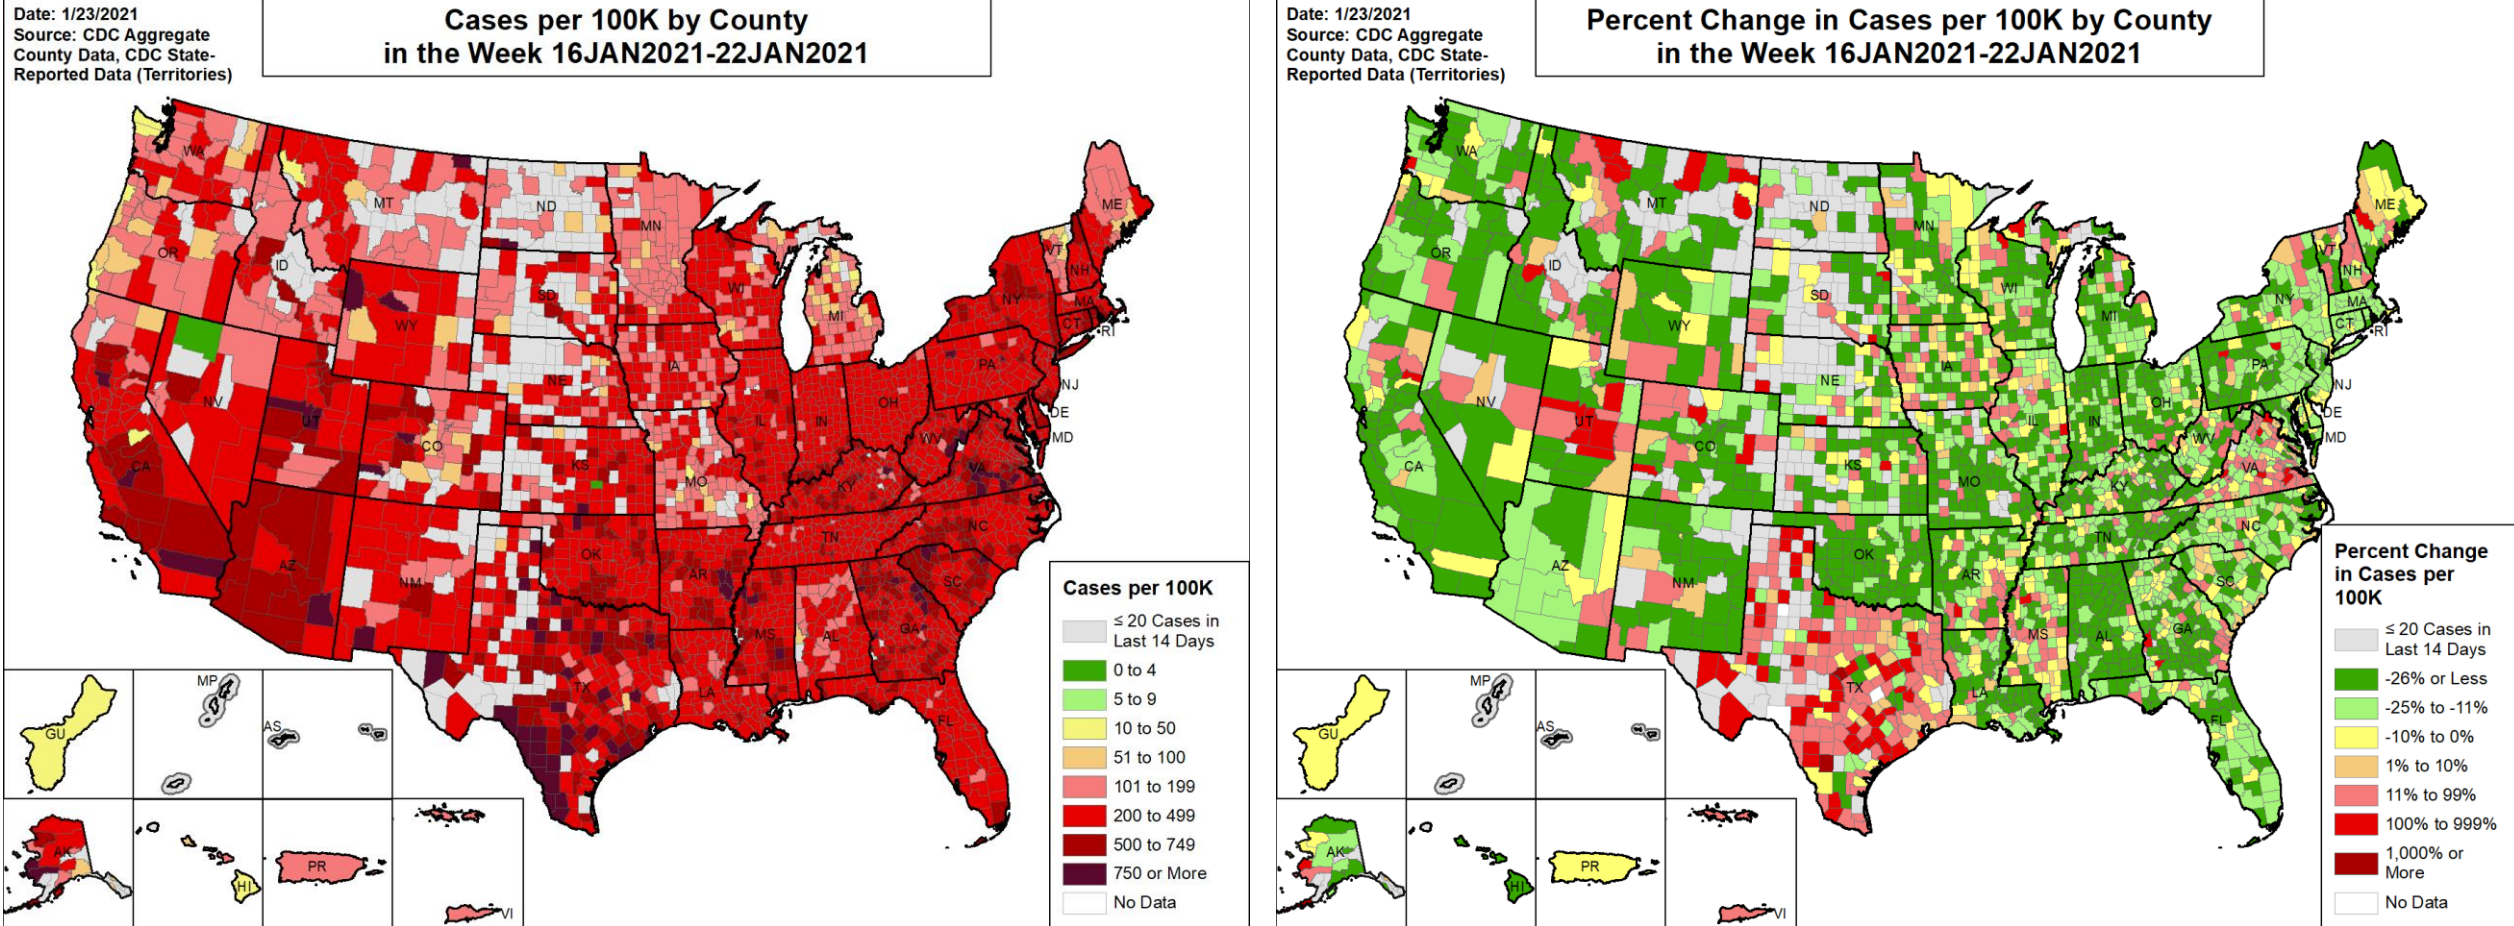 Date: 1/23/2021
Source: CDC Aggregate
County Data, CDC State-
Reported Data (Territories)
Cases per 100K by County
in the Week 16JAN2021-22JAN2021
WA
MT
ND
MN
ME
OR
ID
SD
WI
VT
NH
NY
MA
CT
RI
MI
WY
IA
PA
NE
NJ
NV
UT
CO
IL
IN
OH
DE
MD
WV
CA
KS
MO
KY
VA
AZ
NM
OK
AR
TN
NC
SC
MS
AL
GA
TX
LA
FL
GU
MP
AS
AK
HI
PR
VI
Cases per 100K
≤ 20 Cases in
Last 14 Days
0 to 4
5 to 9
10 to 50
51 to 100
101 to 199
200 to 499
500 to 749
750 or More
No Data
Date: 1/23/2021
Source: CDC Aggregate
County Data, CDC State-
Reported Data (Territories)
Percent Change in Cases per 100K by County
in the Week 16JAN2021-22JAN2021
WA
MT
ND
MN
ME
OR
ID
SD
WI
VT
NH
NY
MA
CT
RI
MI
WY
IA
PA
NE
NJ
NV
UT
CO
IL
IN
OH
DE
MD
WV
CA
KS
MO
KY
VA
AZ
NM
OK
AR
TN
NC
SC
MS
AL
GA
TX
LA
FL
GU
MP
AS
AK
HI
PR
VI
Percent Change
in Cases per
100K
≤ 20 Cases in
Last 14 Days
-26% or Less
-25% to -11%
-10% to 0%
1% to 10%
11% to 99%
100% to 999%
1,000% or
More
No Data